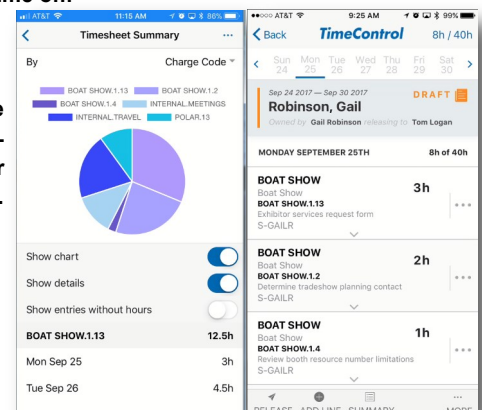 AT&T 11:15 AM 86%
Timesheet Summary ...
By Charge Code
BOAT SHOW.1.13 BOAT SHOW.1.2
BOAT SHOW.1.4 INTERNAL.MEETINGS
INTERNAL.TRAVEL POLAR.13
Show chart
Show details
Show entries without hours
BOAT SHOW.1.13 12.5h
Mon Sep 25 3h
Tue Sep 26 4.5h
AT&T 9:25 AM 99%
Back TimeControl 8h / 40h
Sun Mon Tue Wed Thu Fri Sat
24 25 26 27 28 29 30
Sep 24 2017 — Sep 30 2017 DRAFT
Robinson, Gail
Owned by Gail Robinson releasing to Tom Logan
MONDAY SEPTEMBER 25TH 8h of 40h
BOAT SHOW 3h
Boat Show
BOAT SHOW.1.13
Exhibitor services request form
S-GAILR
BOAT SHOW 2h
Boat Show
BOAT SHOW.1.2
Determine tradeshow planning contact
S-GAILR
BOAT SHOW 1h
Boat Show
BOAT SHOW.1.4
Review booth resource number limitations
S-GAILR
RELEASE ADD LINE SUMMARY MORE